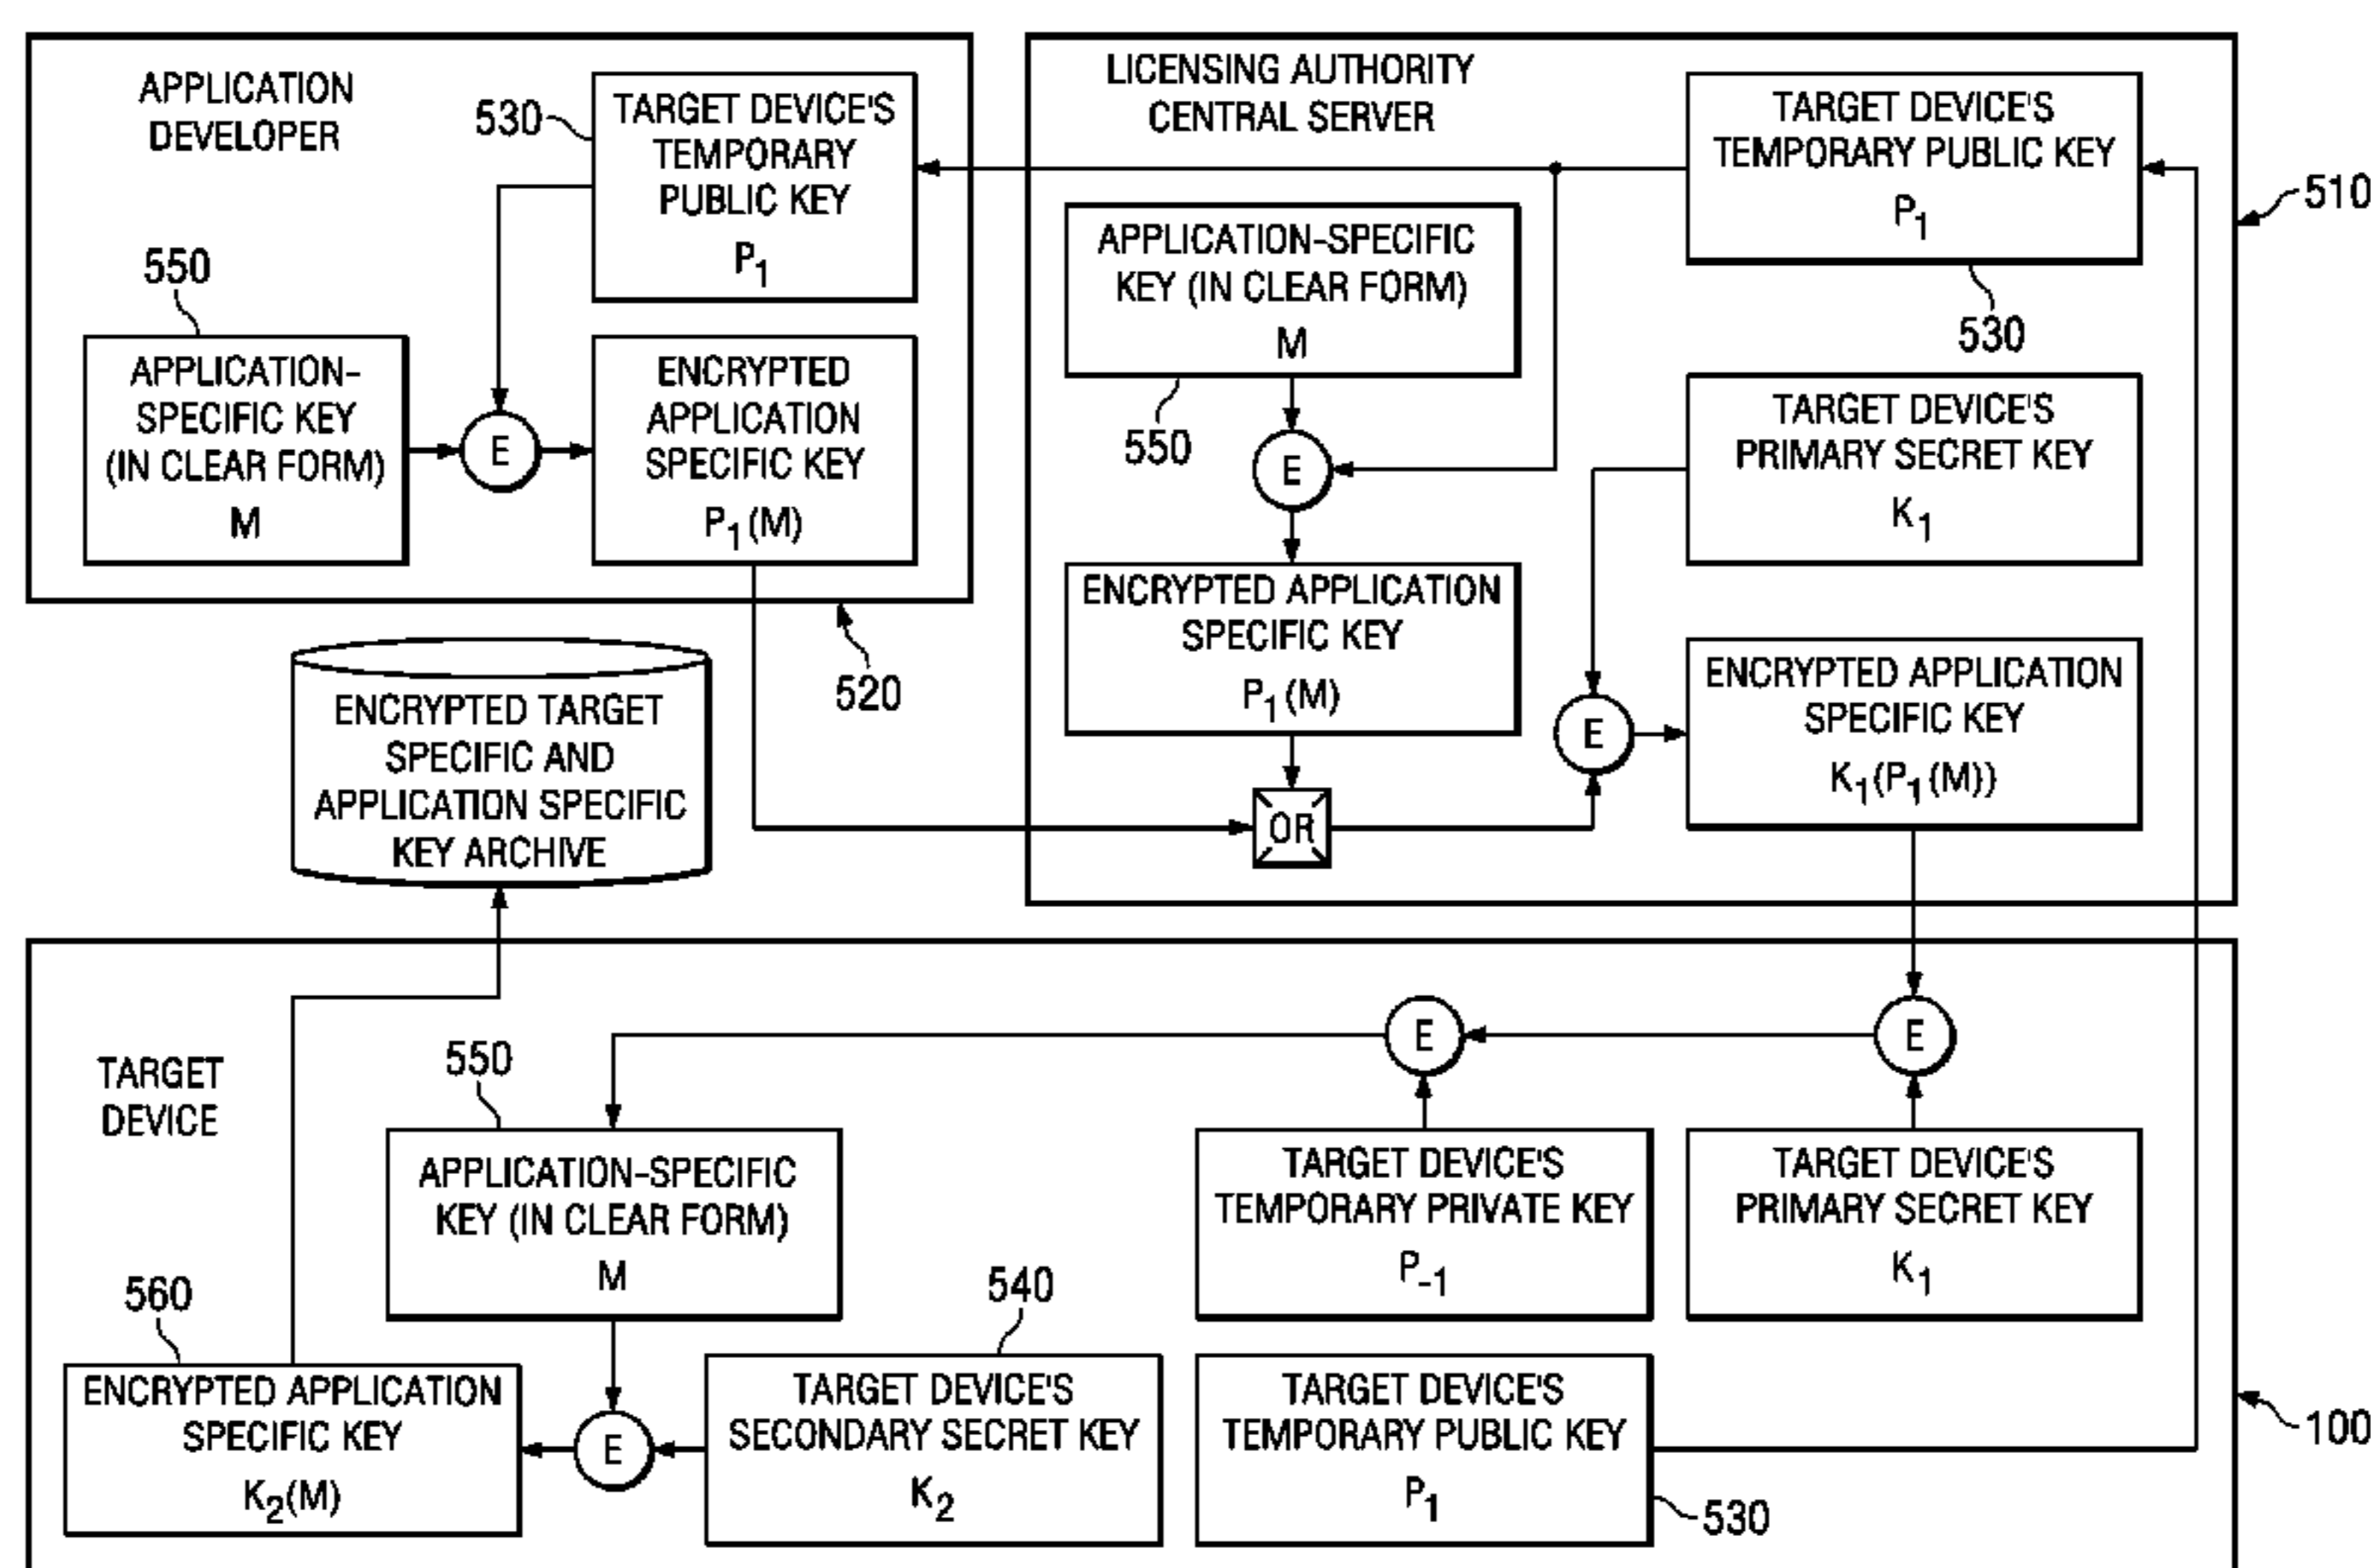 APPLICATION
DEVELOPER
530
TARGET DEVICE'S
TEMPORARY
PUBLIC KEY
P1
550
APPLICATION-
SPECIFIC KEY
(IN CLEAR FORM)
M
E
ENCRYPTED
APPLICATION
SPECIFIC KEY
P1(M)
520
LICENSING AUTHORITY
CENTRAL SERVER
TARGET DEVICE'S
TEMPORARY PUBLIC KEY
P1
530
510
APPLICATION-SPECIFIC
KEY (IN CLEAR FORM)
M
550
E
TARGET DEVICE'S
PRIMARY SECRET KEY
K1
ENCRYPTED APPLICATION
SPECIFIC KEY
P1(M)
OR
E
ENCRYPTED APPLICATION
SPECIFIC KEY
K1(P1(M))
ENCRYPTED TARGET
SPECIFIC AND
APPLICATION SPECIFIC
KEY ARCHIVE
TARGET
DEVICE
E
E
550
APPLICATION-SPECIFIC
KEY (IN CLEAR FORM)
M
TARGET DEVICE'S
TEMPORARY PRIVATE KEY
P-1
TARGET DEVICE'S
PRIMARY SECRET KEY
K1
560
ENCRYPTED APPLICATION
SPECIFIC KEY
K2(M)
E
540
TARGET DEVICE'S
SECONDARY SECRET KEY
K2
TARGET DEVICE'S
TEMPORARY PUBLIC KEY
P1
530
100